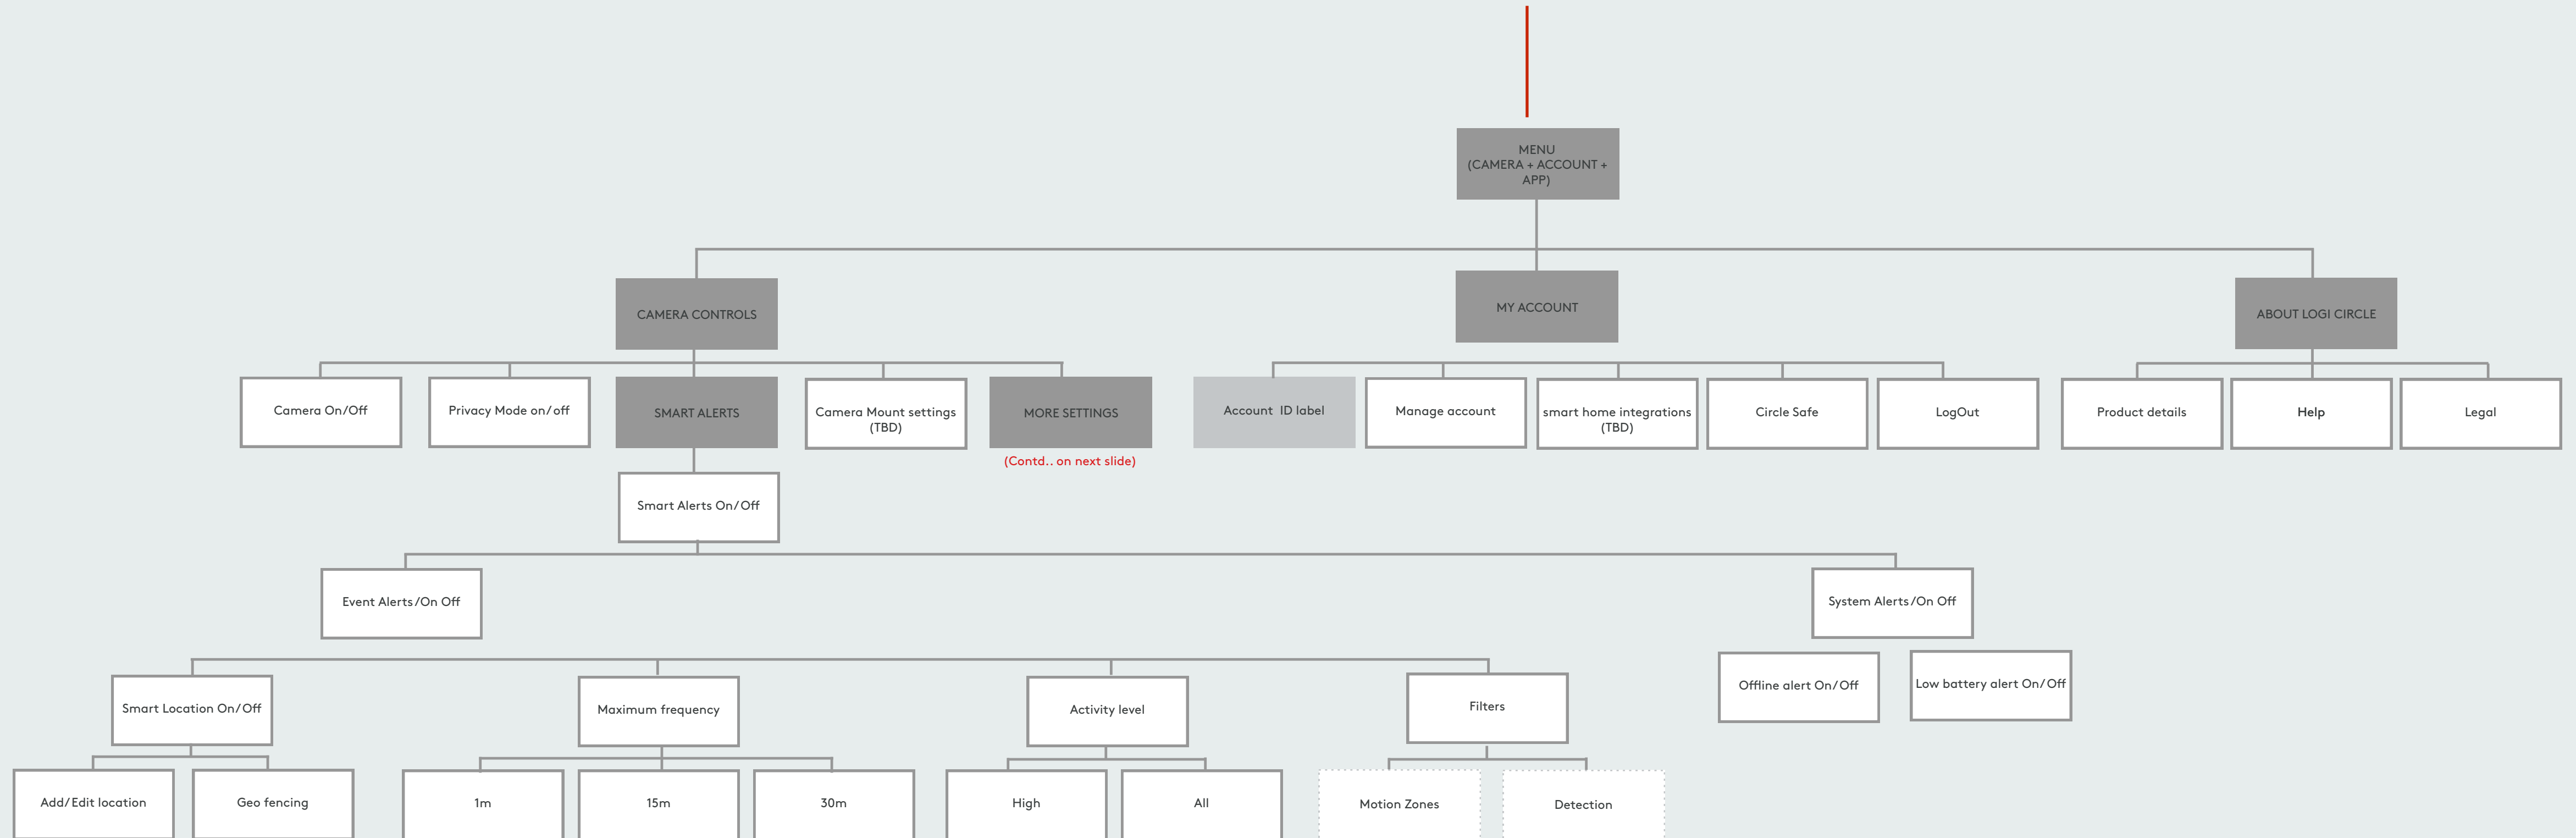 MENU
(CAMERA + ACCOUNT +
APP)
CAMERA CONTROLS
MY ACCOUNT
ABOUT LOGI CIRCLE
Camera On/Off
Privacy Mode on/off
SMART ALERTS
Camera Mount settings
(TBD)
MORE SETTINGS
(Contd.. on next slide)
Account  ID label
Manage account
smart home integrations
(TBD)
Circle Safe
LogOut
Product details
Help
Legal
Smart Alerts On/Off
Event Alerts/On Off
System Alerts/On Off
Smart Location On/Off
Maximum frequency
Activity level
Filters
Offline alert On/Off
Low battery alert On/Off
Add/Edit location
Geo fencing
1m
15m
30m
High
All
Motion Zones
Detection